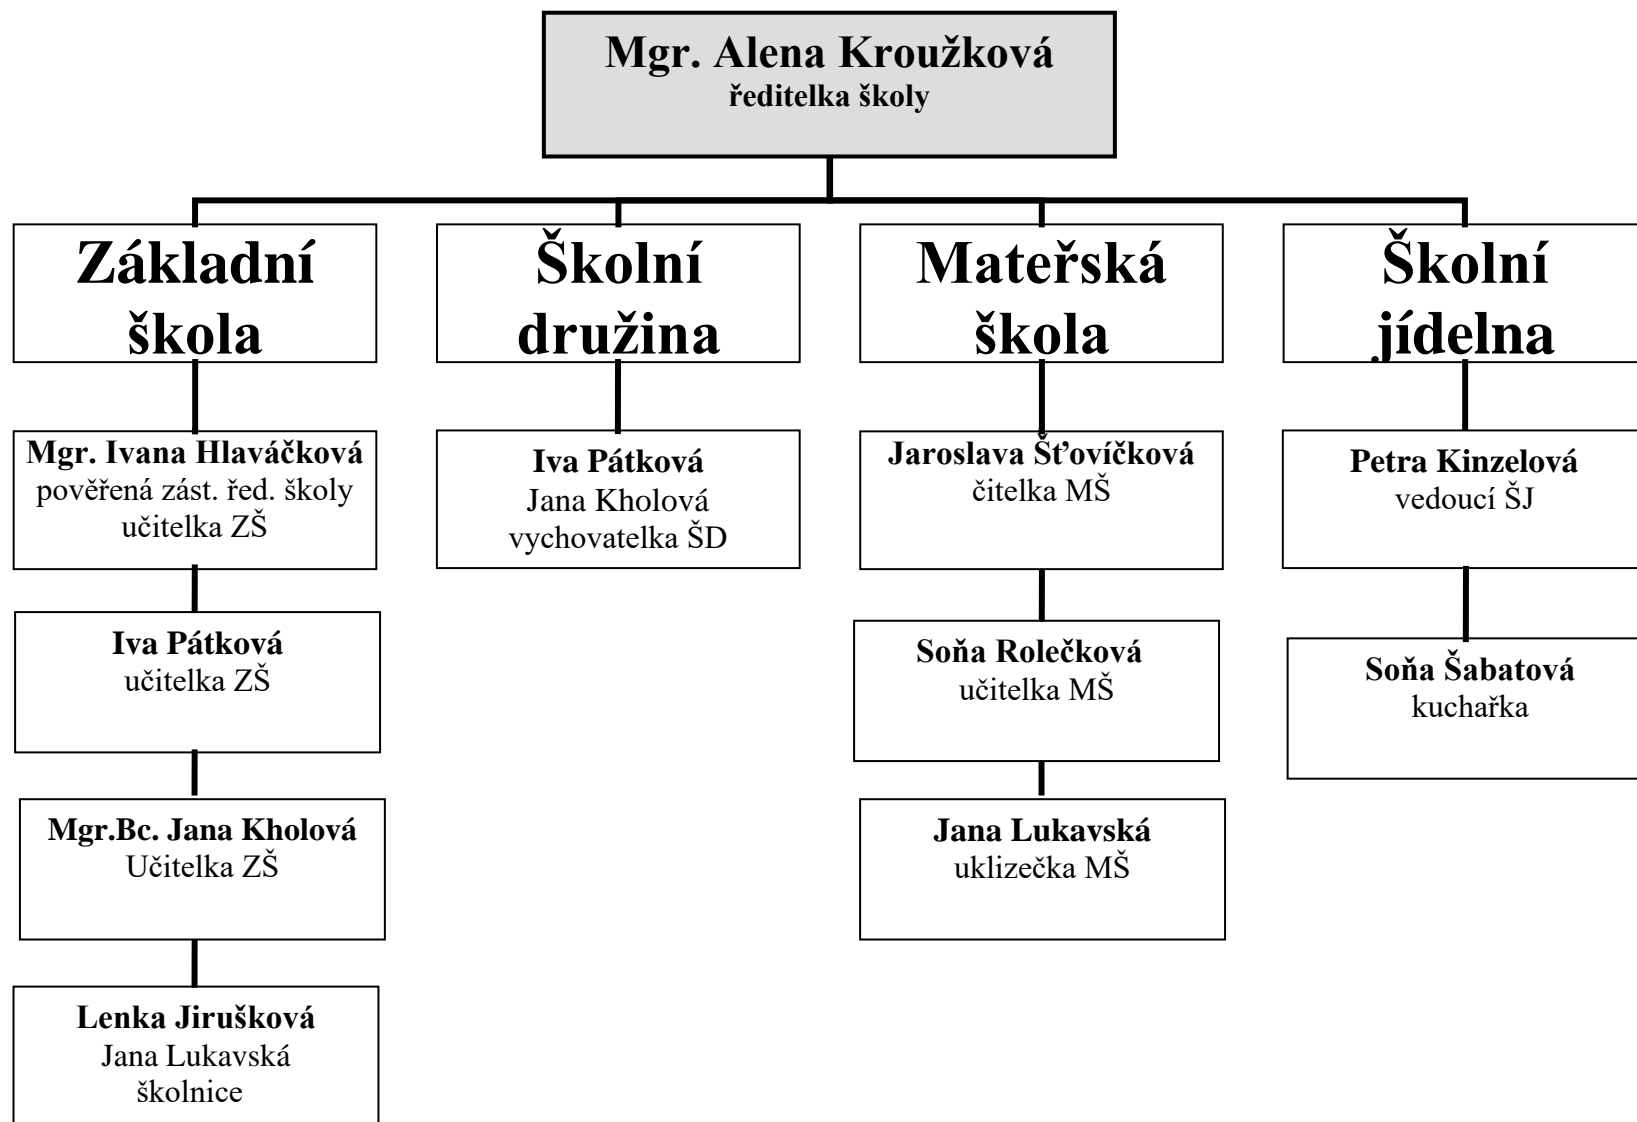 Mgr. Alena Kroužková
ředitelka školy
Základní
škola
Školní
družina
Mateřská
škola
Školní
jídelna
Mgr. Ivana Hlaváčková
pověřená zást. řed. školy
učitelka ZŠ
Iva Pátková
Jana Kholová
vychovatelka ŠD
Jaroslava Šťovíčková
čitelka MŠ
Petra Kinzelová
vedoucí ŠJ
Iva Pátková
učitelka ZŠ
Soňa Rolečková
učitelka MŠ
Soňa Šabatová
kuchařka
Mgr.Bc. Jana Kholová
Učitelka ZŠ
Jana Lukavská
uklizečka MŠ
Lenka Jirušková
Jana Lukavská
školnice